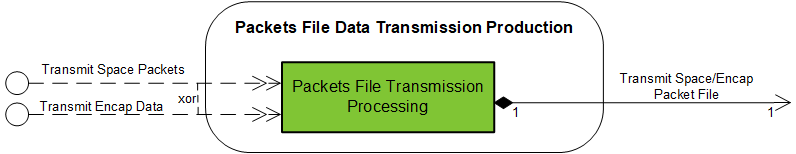 Packets File Data Transmission Production
Transmit Space Packets
Transmit Encap Data
xor
Packets File Transmission
Processing
Transmit Space/Encap
Packet File
1
1